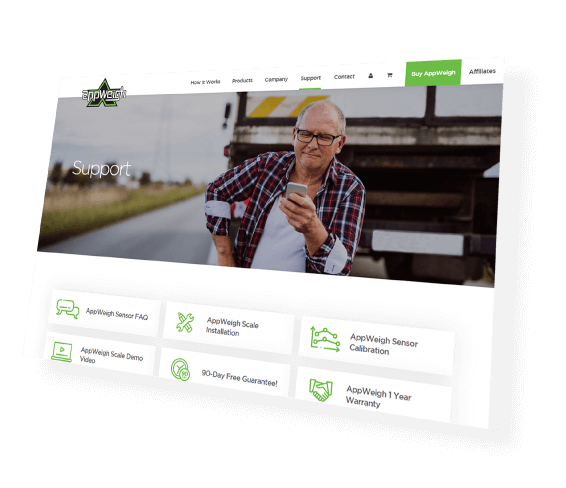 AppWeigh
How It Works
Products
Company
Support
Contact
Buy AppWeigh
Affiliates
Support
AppWeigh Sensor FAQ
AppWeigh Scale
Installation
AppWeigh Sensor
Calibration
AppWeigh Scale Demo
Video
90-Day Free Guarantee!
AppWeigh 1 Year
Warranty